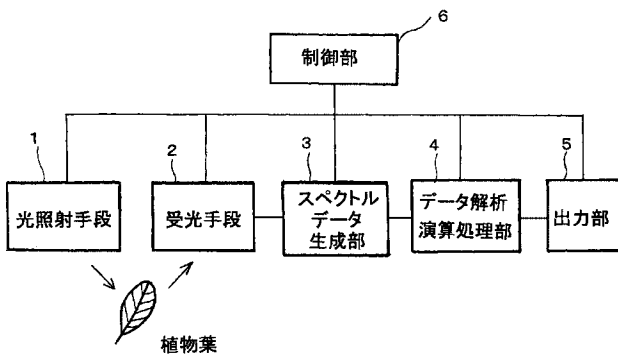 6
制御部
1
2
3
4
5
光照射手段
受光手段
スペクトル
データ
生成部
データ解析
演算処理部
出力部
植物葉